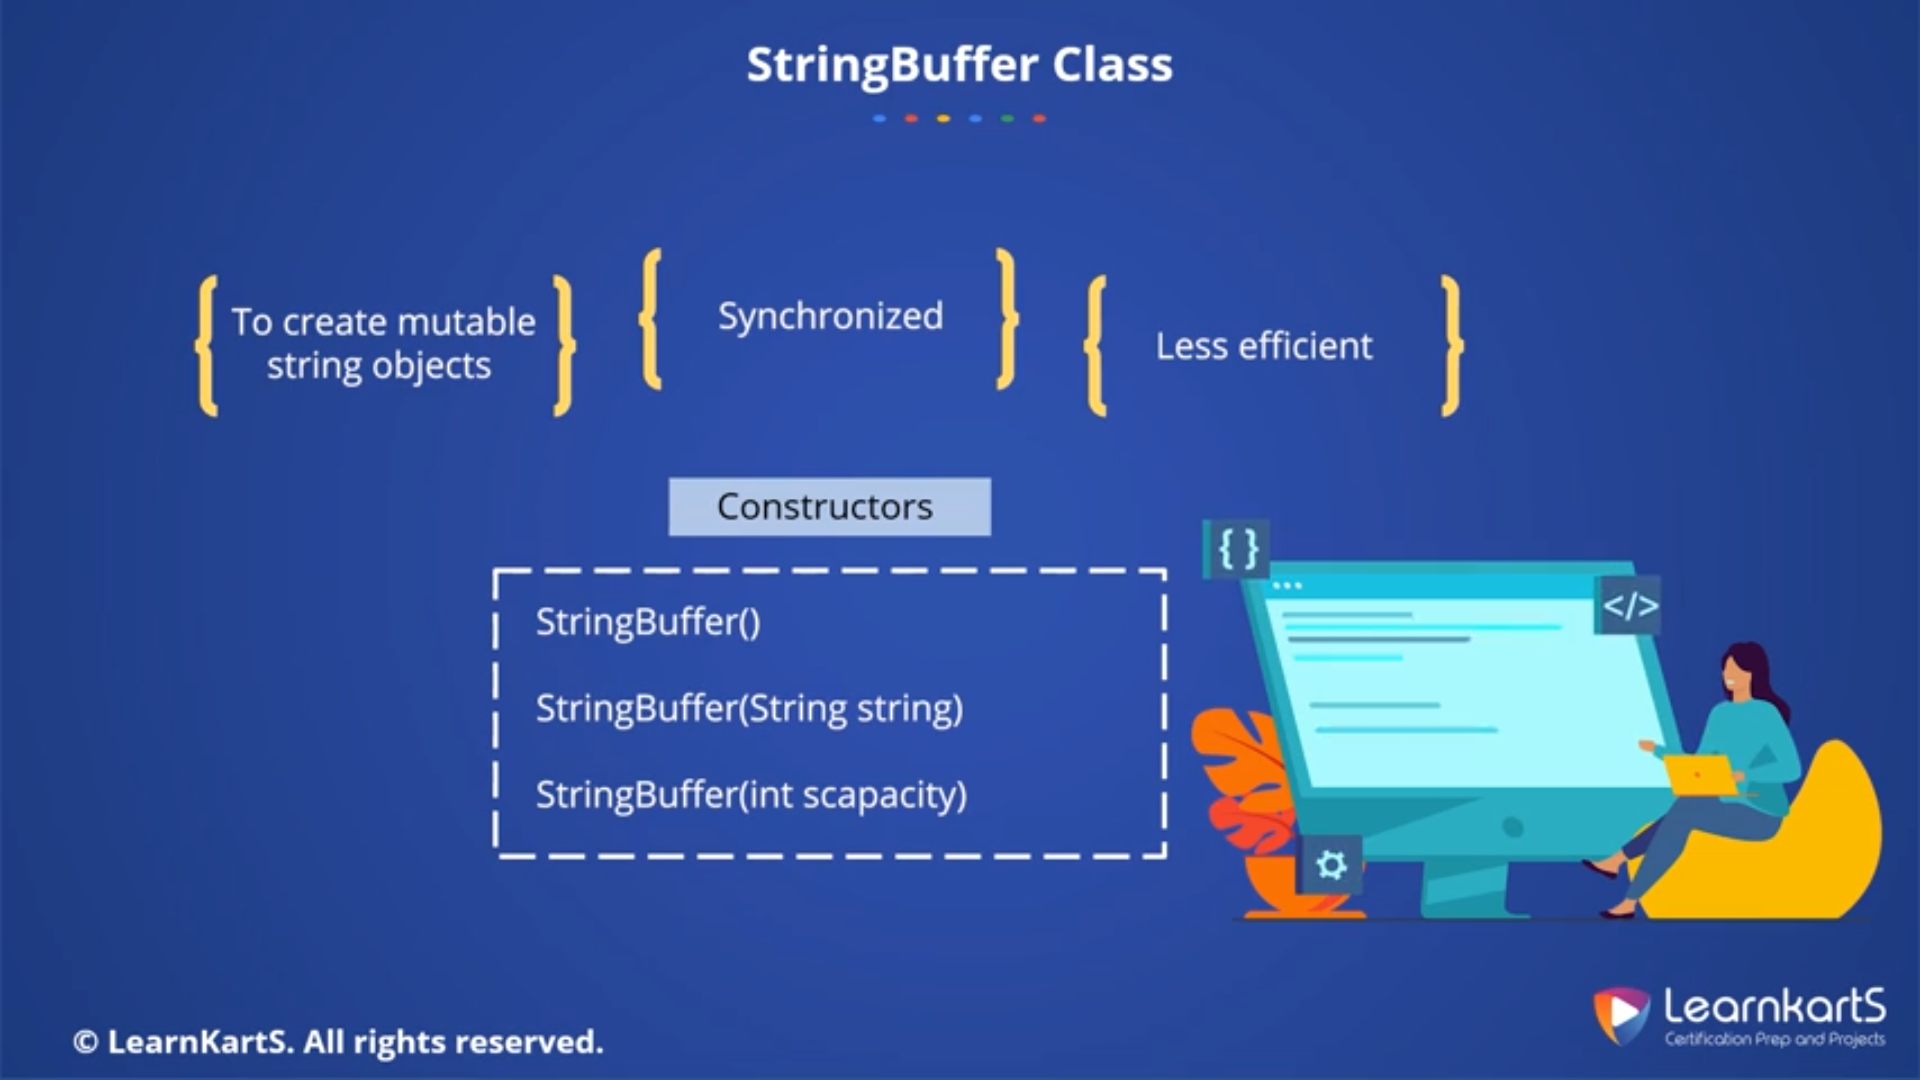 StringBuffer Class
To create mutable
string objects
Synchronized
Less efficient
Constructors
StringBuffer()
StringBuffer(String string)
StringBuffer(int scapacity)
{ }
</>
© LearnKartS. All rights reserved.
LearnkartS
Certification Prep and Projects